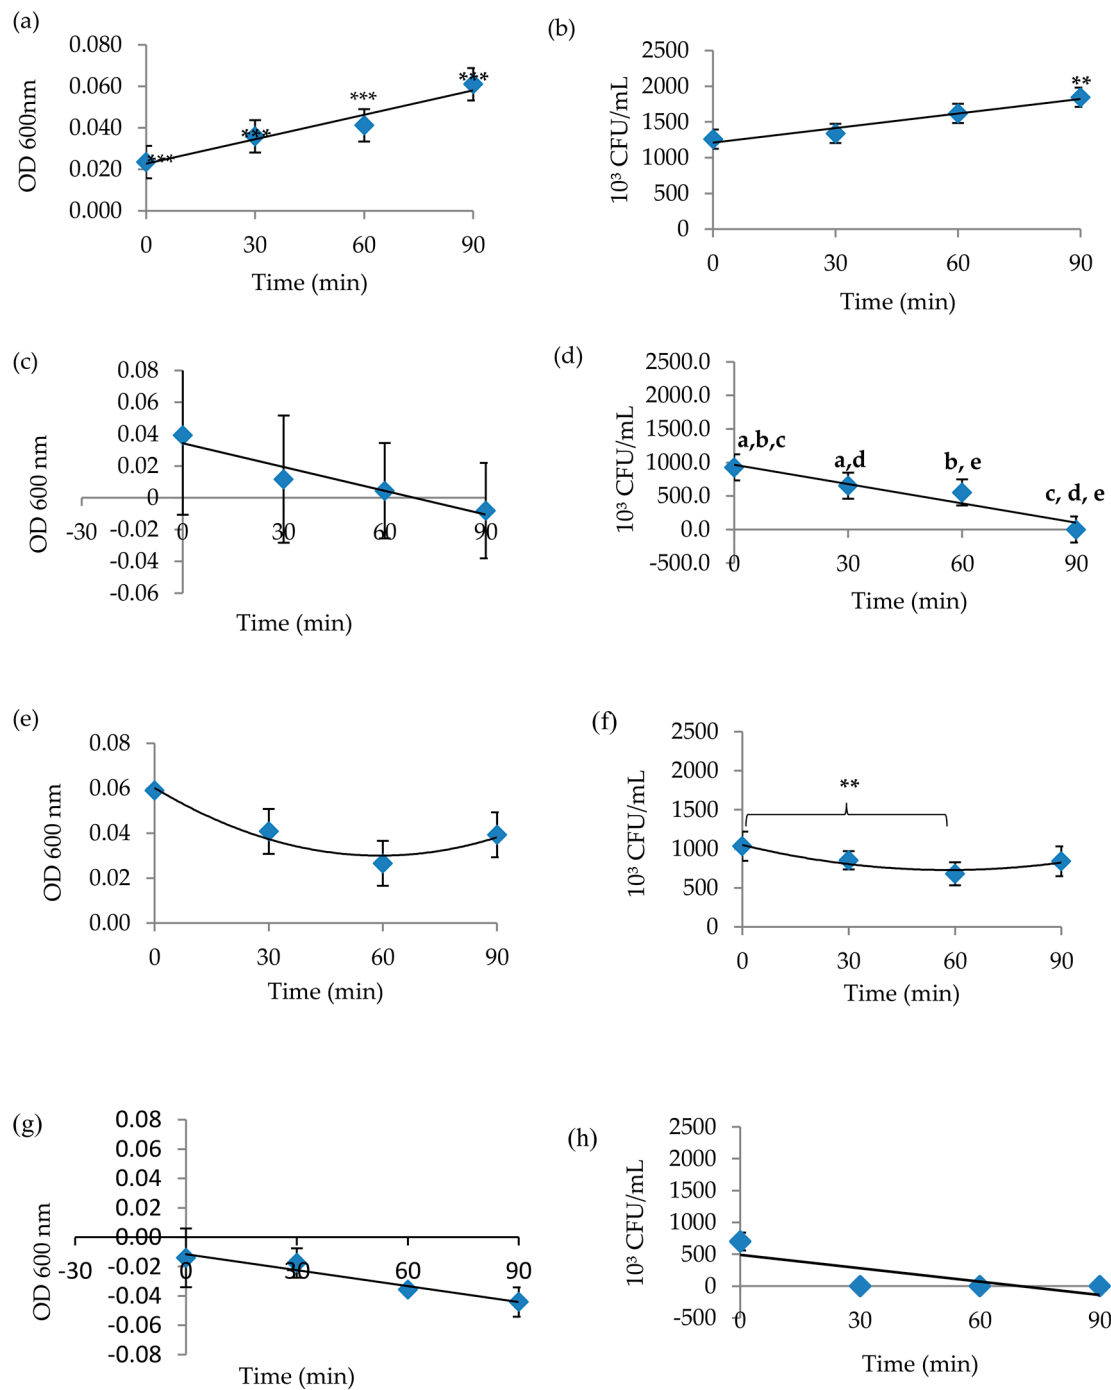 (a)
0.080
0.060
0.040
0.020
0.000
OD 600nm
***
***
***
***
0 30 60 90
Time (min)
(b)
2500
2000
1500
1000
500
0
10³ CFU/mL
**
0 30 60 90
Time (min)
(c)
0.08
0.06
0.04
0.02
0
-0.02
-0.04
-0.06
OD 600 nm
-30 0 30 60 90
Time (min)
(d)
2500.0
2000.0
1500.0
1000.0
500.0
0.0
-500.0
10³ CFU/mL
a,b,c
a,d
b, e
c, d, e
0 30 60 90
Time (min)
(e)
0.08
0.06
0.04
0.02
0.00
OD 600 nm
0 30 60 90
Time (min)
(f)
2500
2000
1500
1000
500
0
10³ CFU/mL
**
0 30 60 90
Time (min)
(g)
0.08
0.06
0.04
0.02
0.00
-0.02
-0.04
-0.06
-0.08
OD 600 nm
-30 0 30 60 90
Time (min)
(h)
2500
2000
1500
1000
500
0
-500
10³ CFU/mL
0 30 60 90
Time (min)